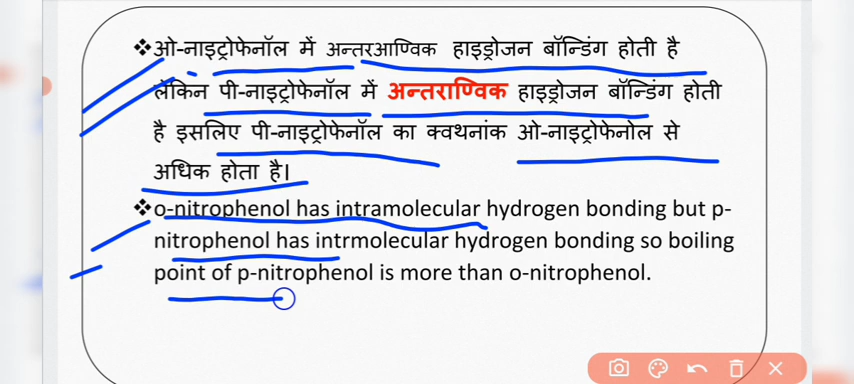 ❖ओ-नाइट्रोफेनॉल में अन्तरआण्विक हाइड्रोजन बॉन्डिंग होती है
लेकिन पी-नाइट्रोफेनॉल में अन्तराण्विक हाइड्रोजन बॉन्डिंग होती
है इसलिए पी-नाइट्रोफेनॉल का क्वथनांक ओ-नाइट्रोफेनोल से
अधिक होता है।
❖o-nitrophenol has intramolecular hydrogen bonding but p-
nitrophenol has intrmolecular hydrogen bonding so boiling
point of p-nitrophenol is more than o-nitrophenol.